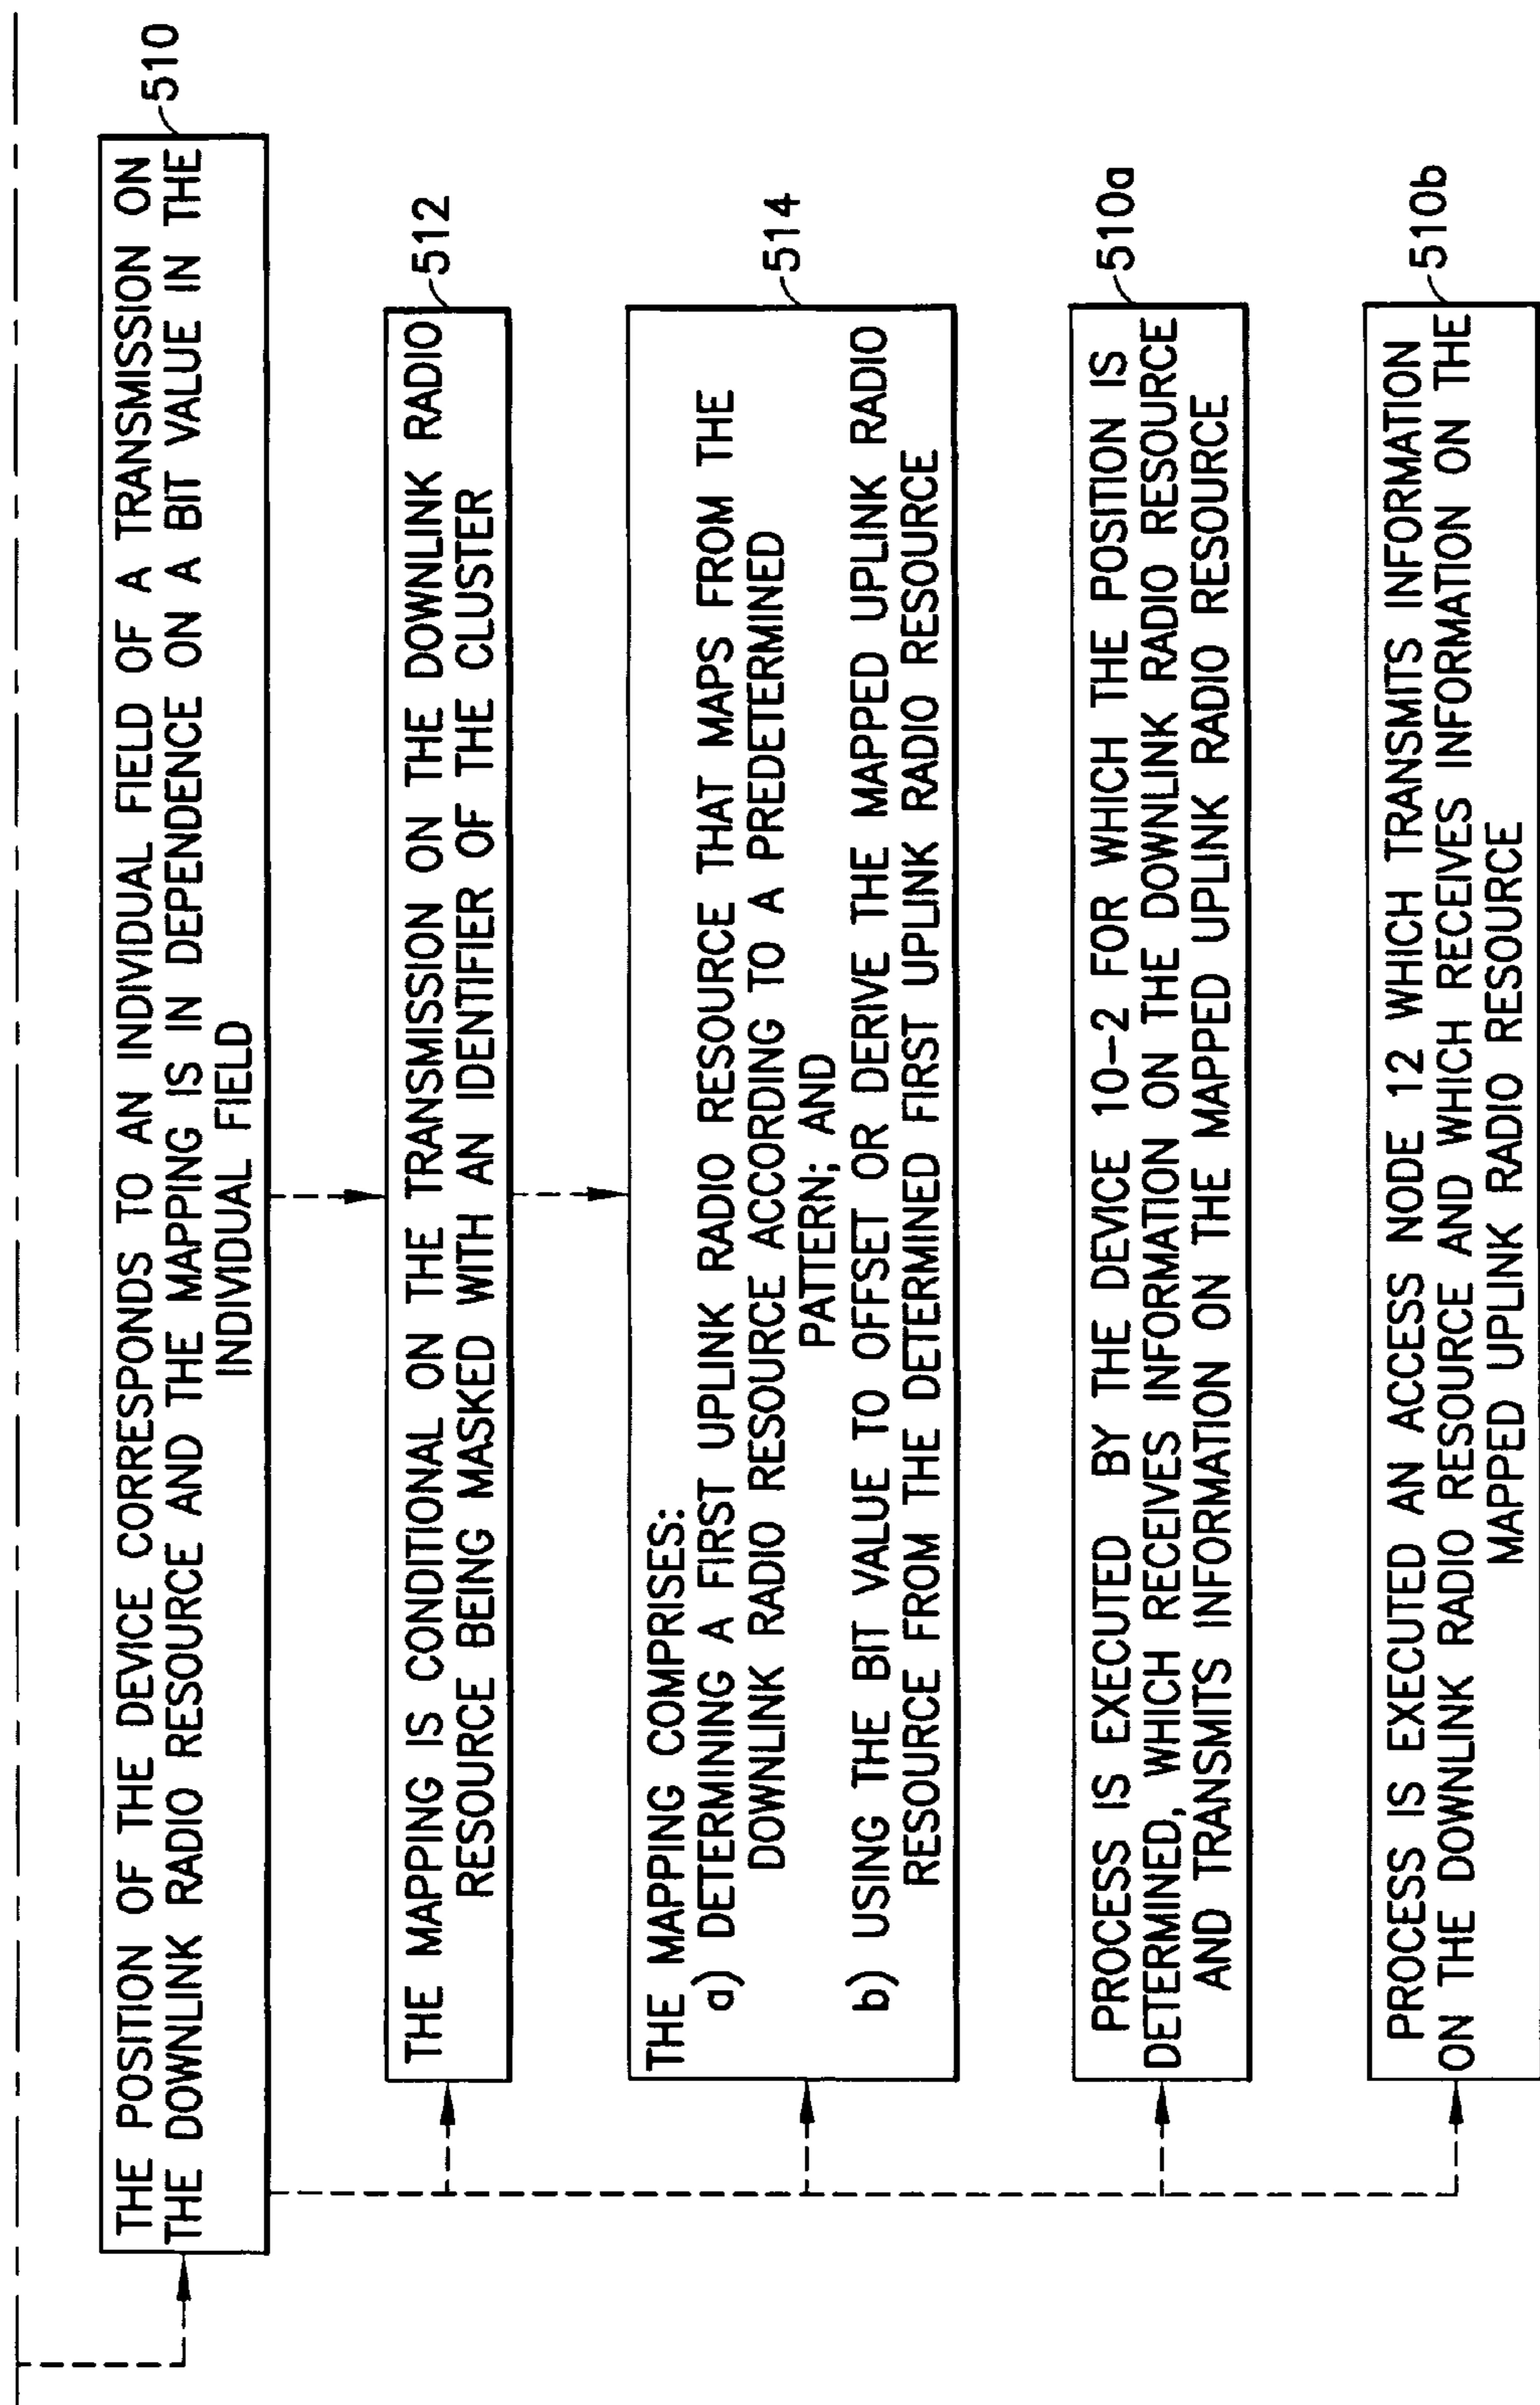 THE POSITION OF THE DEVICE CORRESPONDS TO AN INDIVIDUAL FIELD OF A TRANSMISSION ON
THE DOWNLINK RADIO RESOURCE AND THE MAPPING IS IN DEPENDENCE ON A BIT VALUE IN THE
INDIVIDUAL FIELD
510
THE MAPPING IS CONDITIONAL ON THE TRANSMISSION ON THE DOWNLINK RADIO
RESOURCE BEING MASKED WITH AN IDENTIFIER OF THE CLUSTER
512
THE MAPPING COMPRISES:
a) DETERMINING A FIRST UPLINK RADIO RESOURCE THAT MAPS FROM THE
DOWNLINK RADIO RESOURCE ACCORDING TO A PREDETERMINED
PATTERN; AND
b) USING THE BIT VALUE TO OFFSET OR DERIVE THE MAPPED UPLINK RADIO
RESOURCE FROM THE DETERMINED FIRST UPLINK RADIO RESOURCE
514
PROCESS IS EXECUTED BY THE DEVICE 10-2 FOR WHICH THE POSITION IS
DETERMINED, WHICH RECEIVES INFORMATION ON THE DOWNLINK RADIO RESOURCE
AND TRANSMITS INFORMATION ON THE MAPPED UPLINK RADIO RESOURCE
510a
PROCESS IS EXECUTED AN ACCESS NODE 12 WHICH TRANSMITS INFORMATION
ON THE DOWNLINK RADIO RESOURCE AND WHICH RECEIVES INFORMATION ON THE
MAPPED UPLINK RADIO RESOURCE
510b